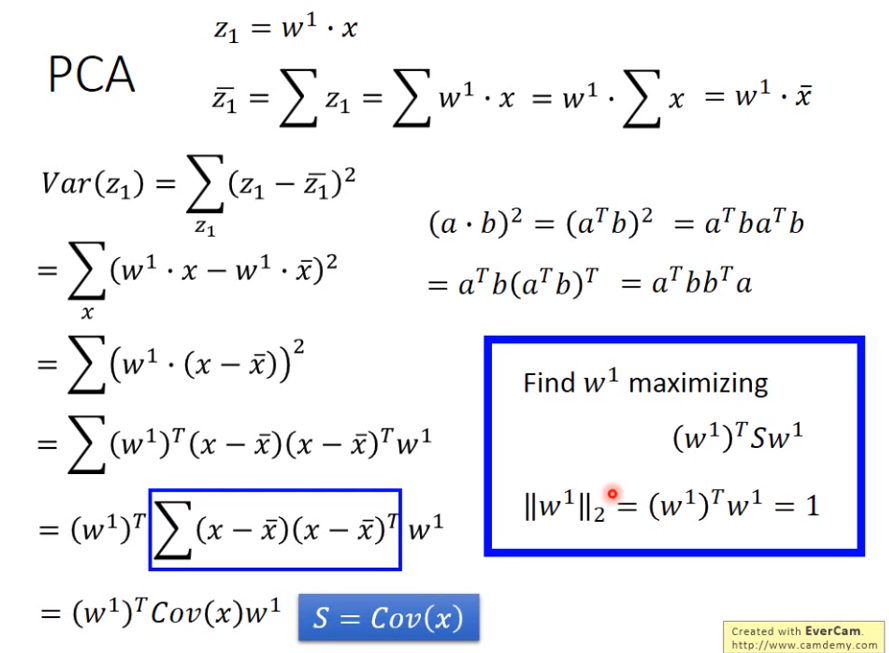 PCA
z₁ = w¹ · x
z̄₁ = ∑ z₁ = ∑ w¹ · x = w¹ · ∑ x = w¹ · x̄
Var(z₁) = ∑_{z₁} (z₁ − z̄₁)²
= ∑_x (w¹ · x − w¹ · x̄)²
= ∑ (w¹ · (x − x̄))²
= ∑ (w¹)ᵀ(x − x̄)(x − x̄)ᵀw¹
= (w¹)ᵀ ∑ (x − x̄)(x − x̄)ᵀ w¹
= (w¹)ᵀCov(x)w¹
S = Cov(x)
(a · b)² = (aᵀb)² = aᵀbaᵀb
= aᵀb(aᵀb)ᵀ = aᵀbbᵀa
Find w¹ maximizing
(w¹)ᵀSw¹
‖w¹‖₂ = (w¹)ᵀw¹ = 1
Created with EverCam.
http://www.camdemy.com